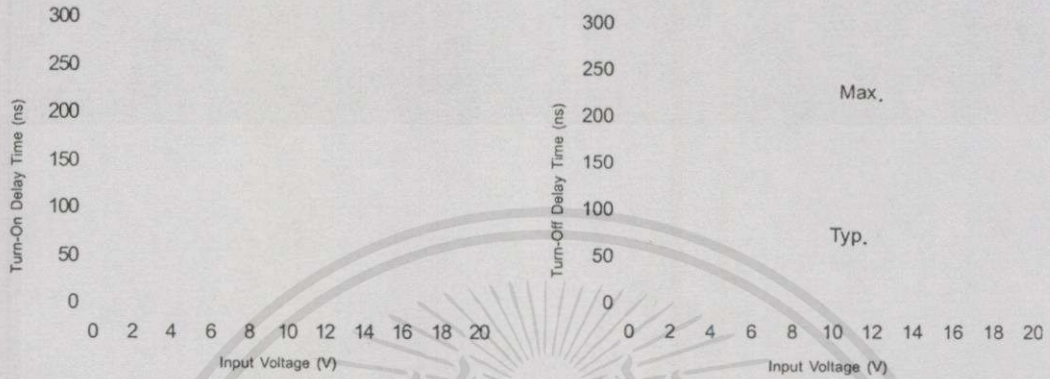 Turn-On Delay Time (ns)
300
250
200
150
100
50
0
0 2 4 6 8 10 12 14 16 18 20
Input Voltage (V)
Turn-Off Delay Time (ns)
300
250
200
150
100
50
0
Max.
Typ.
0 2 4 6 8 10 12 14 16 18 20
Input Voltage (V)